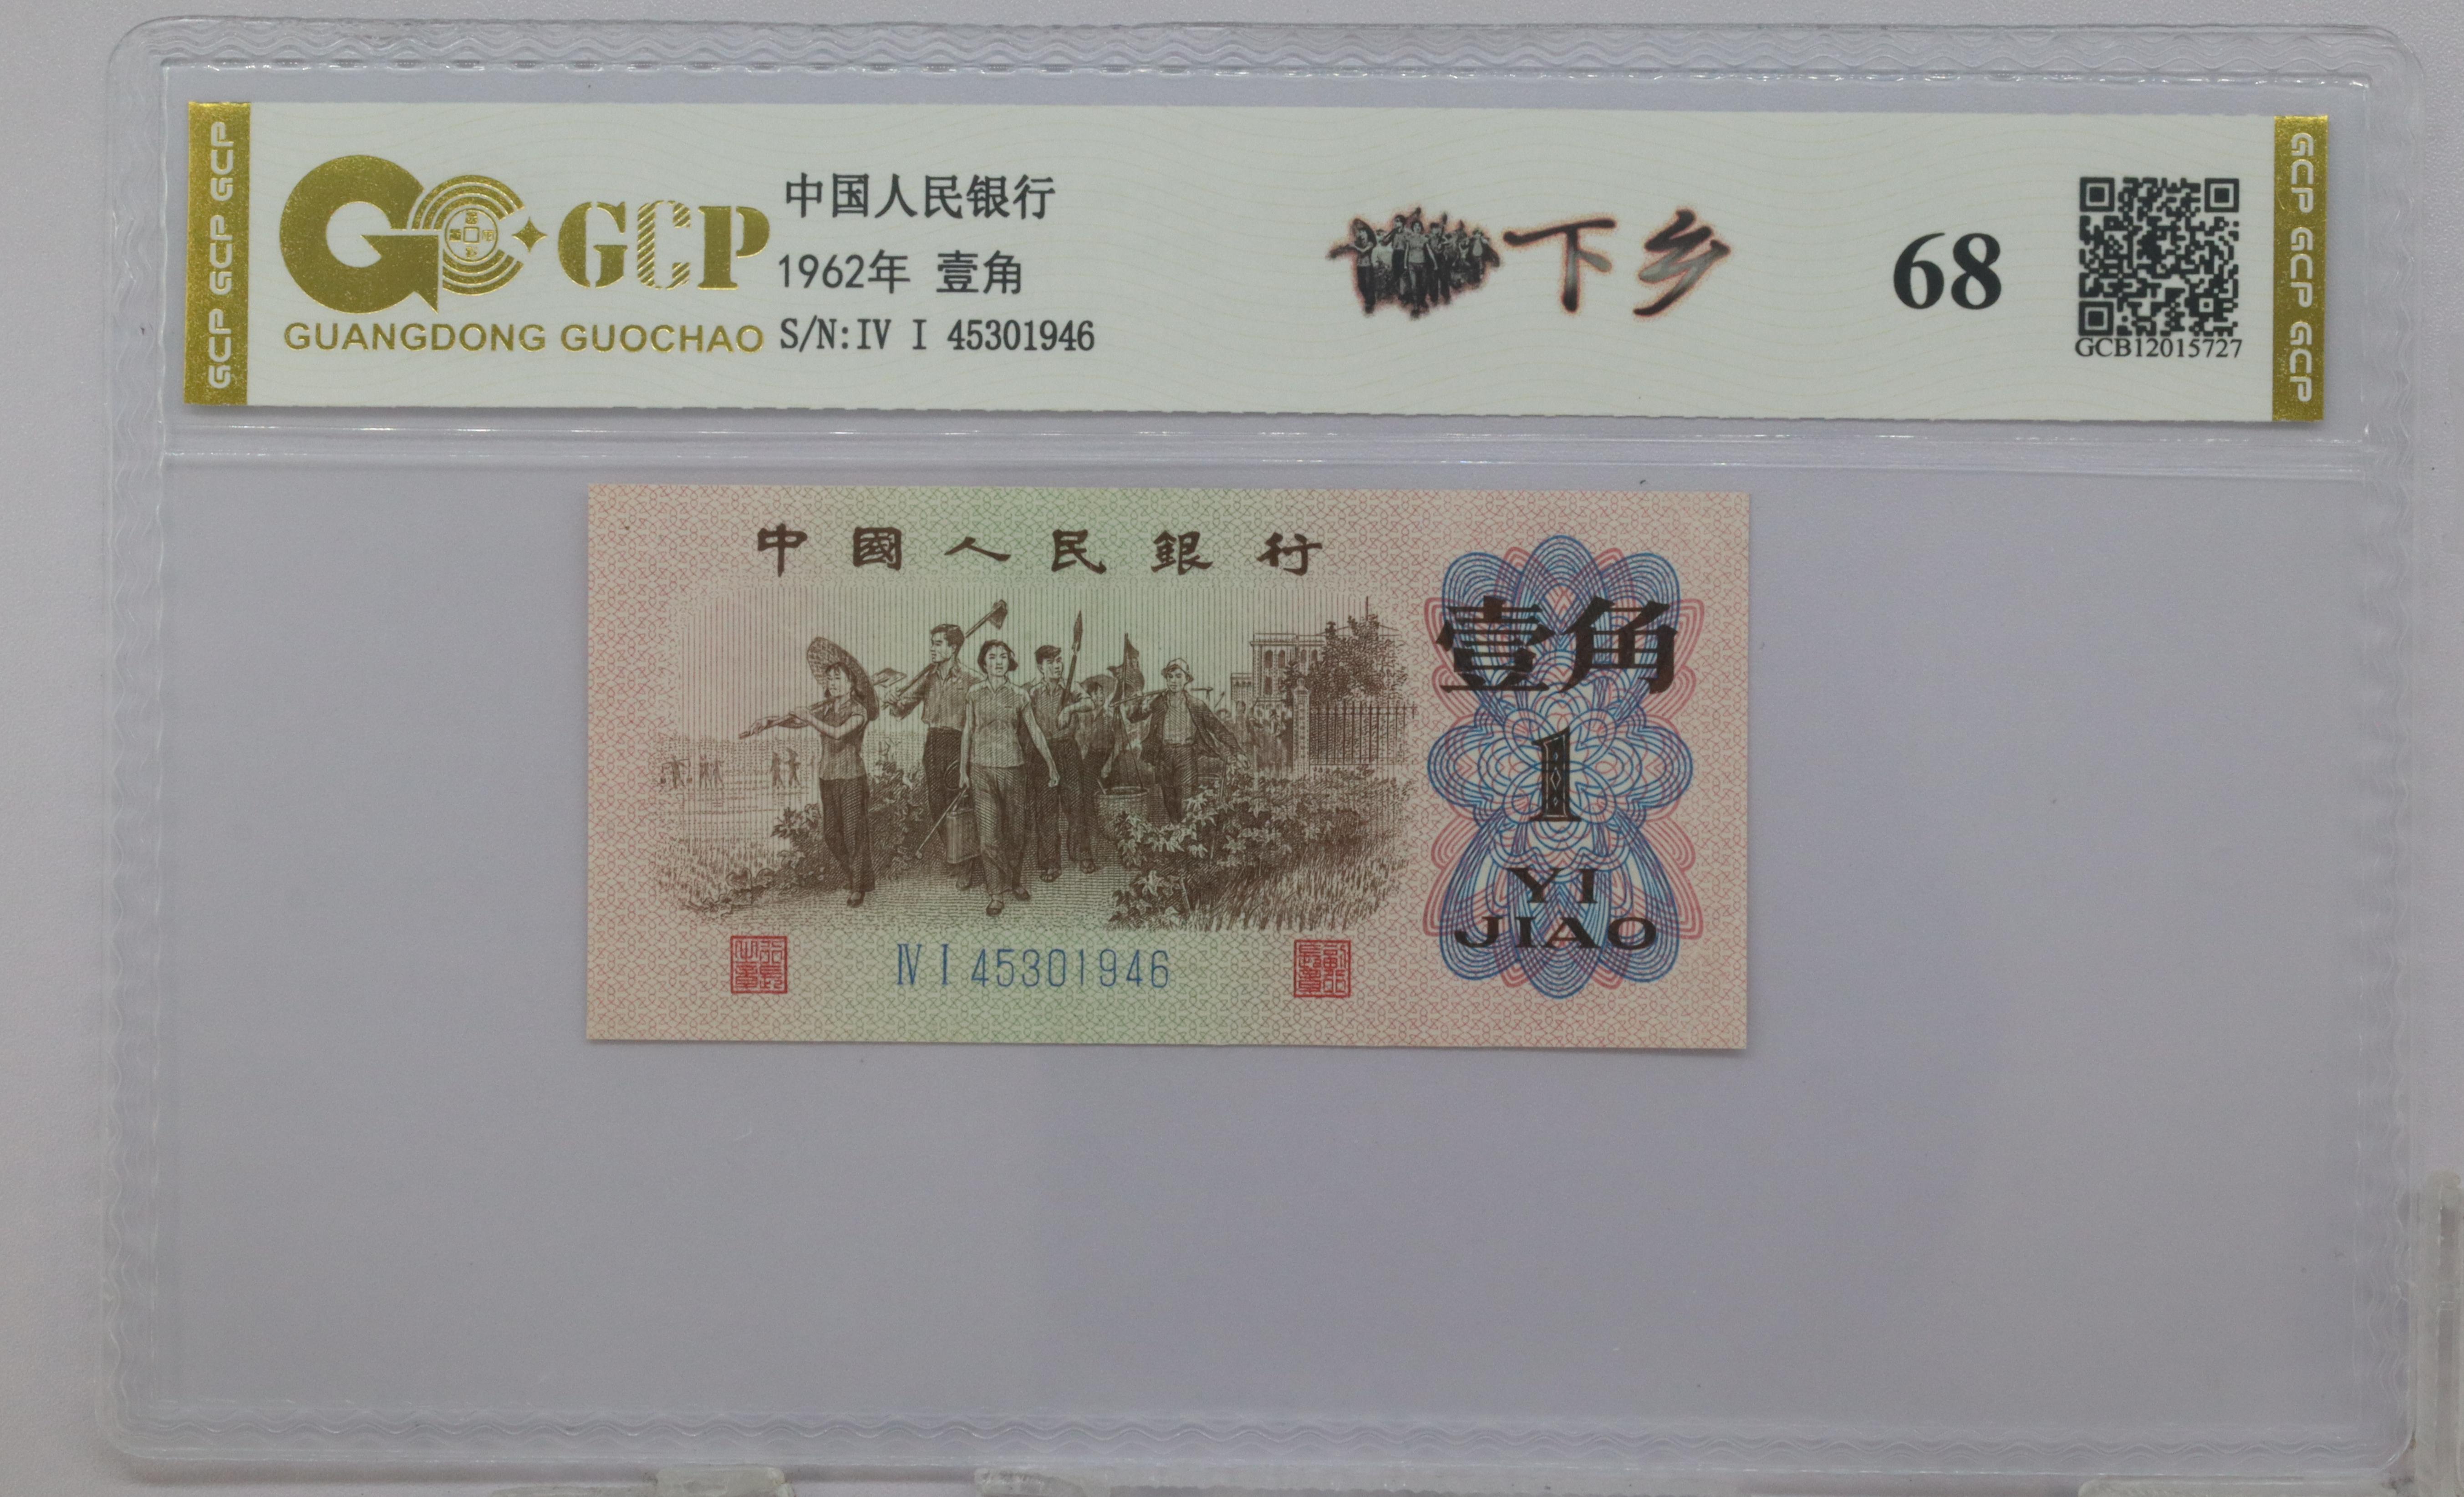 GCP GCP GCP
GCP
GUANGDONG GUOCHAO
中国人民银行
1962年 壹角
S/N:IV I 45301946
下乡
68
GCB12015727
GCP GCP GCP GCP
中國人民銀行
壹角
1
YI
JIAO
Ⅳ Ⅰ 45301946